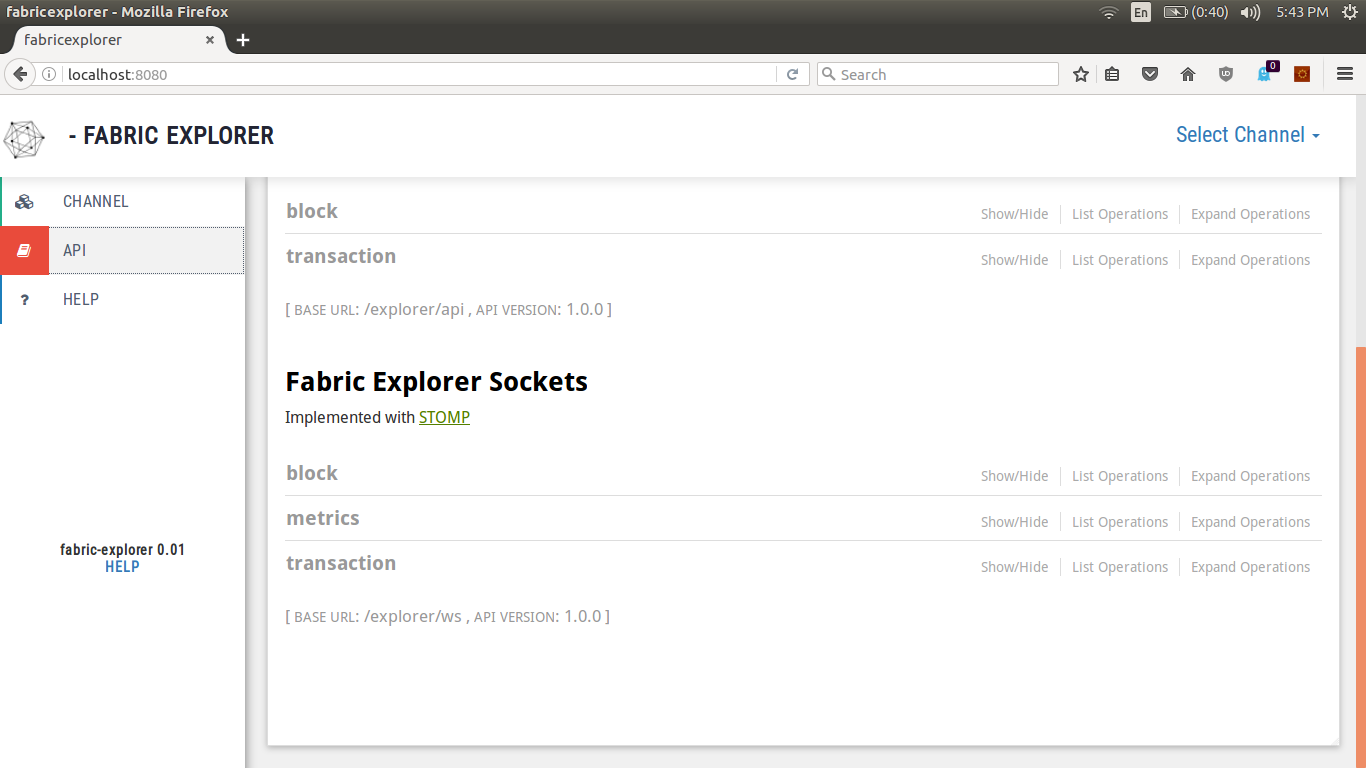 fabricexplorer - Mozilla Firefox En (0:40) 5:43 PM
fabricexplorer × +
localhost:8080 Search 0
- FABRIC EXPLORER Select Channel
CHANNEL
API
? HELP
fabric-explorer 0.01
HELP
block Show/Hide List Operations Expand Operations
transaction Show/Hide List Operations Expand Operations
[ BASE URL: /explorer/api , API VERSION: 1.0.0 ]
Fabric Explorer Sockets
Implemented with STOMP
block Show/Hide List Operations Expand Operations
metrics Show/Hide List Operations Expand Operations
transaction Show/Hide List Operations Expand Operations
[ BASE URL: /explorer/ws , API VERSION: 1.0.0 ]